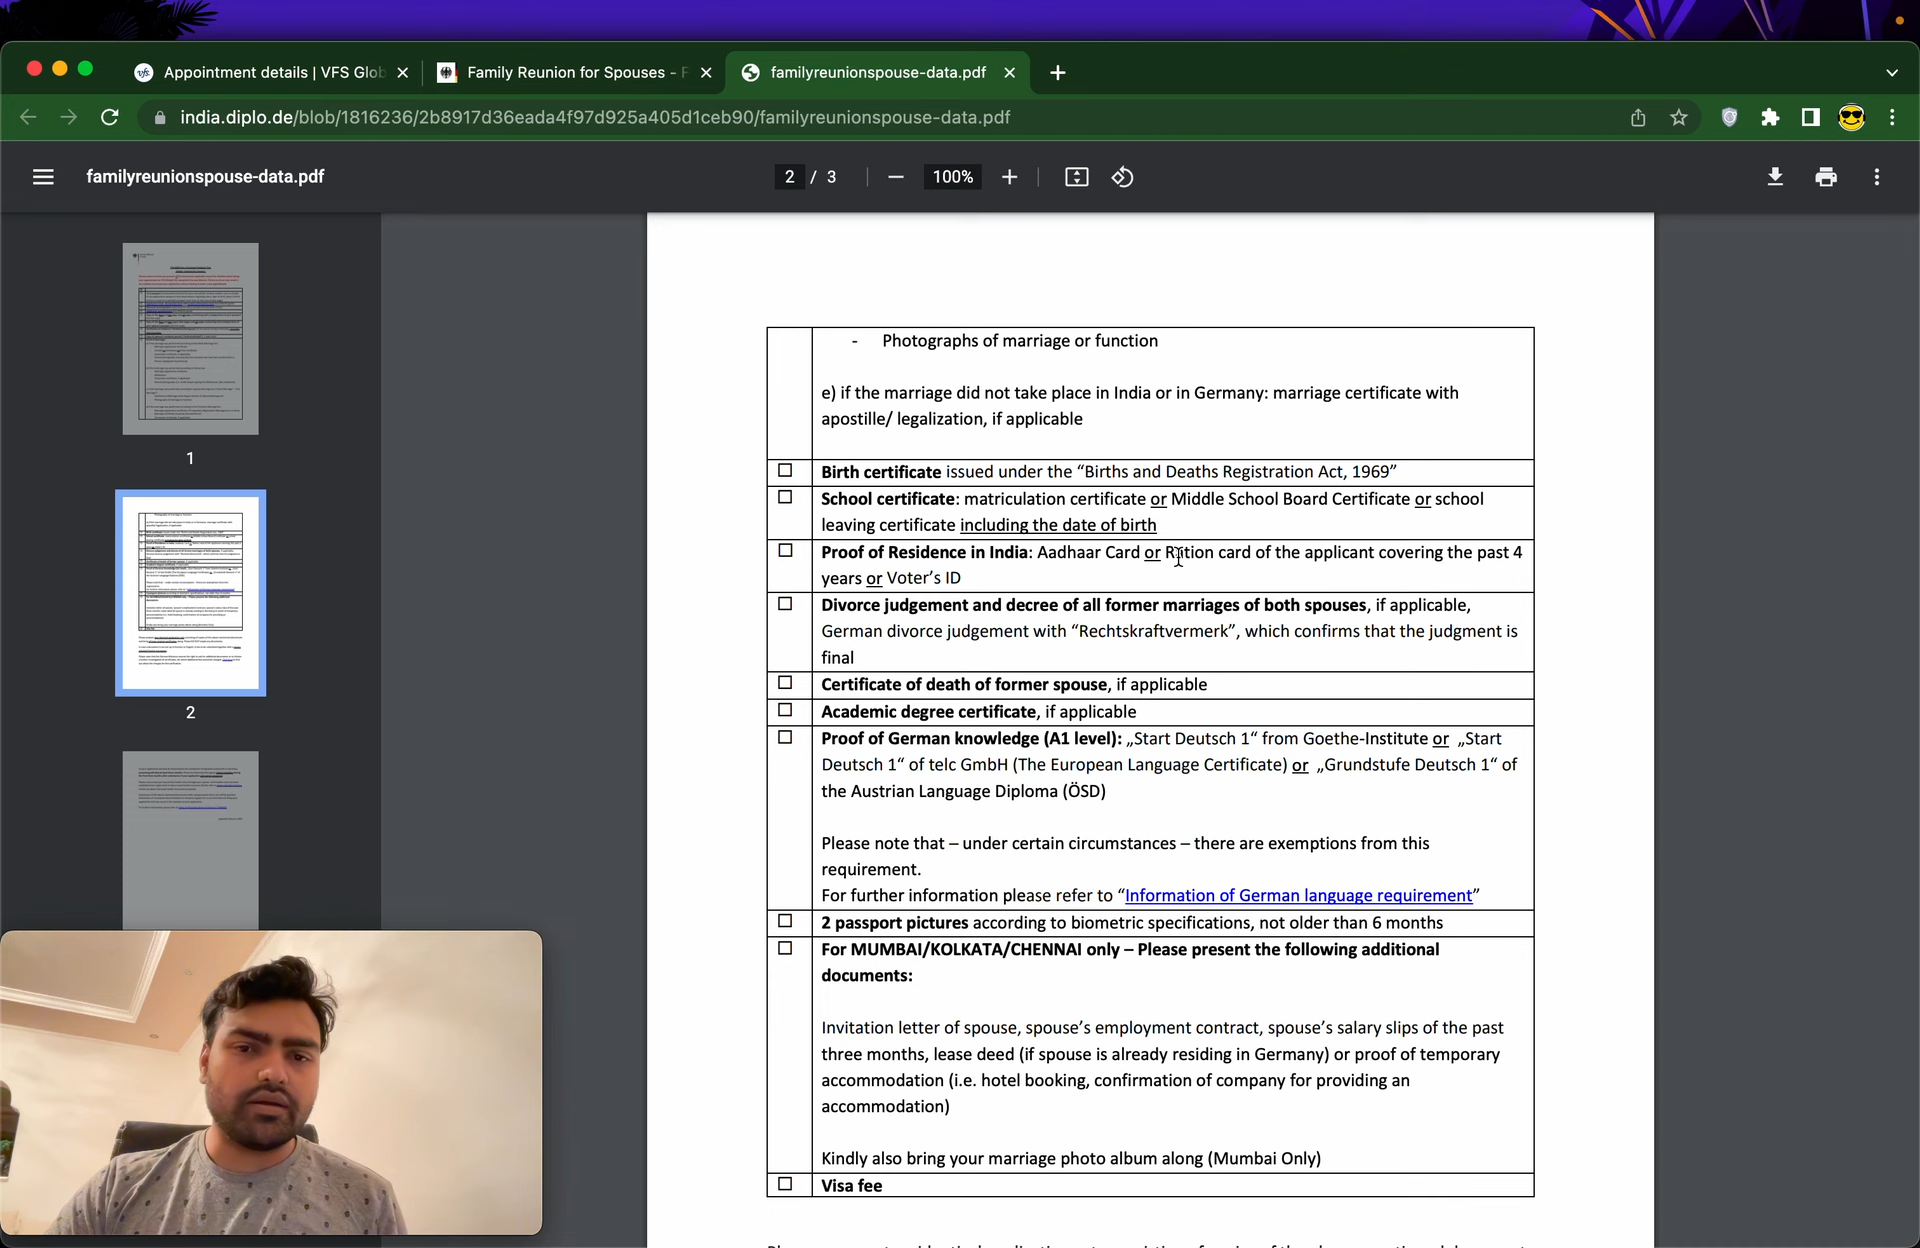 Appointment details | VFS Glob
Family Reunion for Spouses - F
familyreunionspouse-data.pdf
india.diplo.de/blob/1816236/2b8917d36eada4f97d925a405d1ceb90/familyreunionspouse-data.pdf
familyreunionspouse-data.pdf
2 / 3
100%
1
2
- Photographs of marriage or function
e) if the marriage did not take place in India or in Germany: marriage certificate with
apostille/ legalization, if applicable
Birth certificate issued under the “Births and Deaths Registration Act, 1969”
School certificate: matriculation certificate or Middle School Board Certificate or school
leaving certificate including the date of birth
Proof of Residence in India: Aadhaar Card or Ration card of the applicant covering the past 4
years or Voter’s ID
Divorce judgement and decree of all former marriages of both spouses, if applicable,
German divorce judgement with “Rechtskraftvermerk”, which confirms that the judgment is
final
Certificate of death of former spouse, if applicable
Academic degree certificate, if applicable
Proof of German knowledge (A1 level): „Start Deutsch 1“ from Goethe-Institute or „Start
Deutsch 1“ of telc GmbH (The European Language Certificate) or „Grundstufe Deutsch 1“ of
the Austrian Language Diploma (ÖSD)
Please note that – under certain circumstances – there are exemptions from this
requirement.
For further information please refer to “Information of German language requirement”
2 passport pictures according to biometric specifications, not older than 6 months
For MUMBAI/KOLKATA/CHENNAI only – Please present the following additional
documents:
Invitation letter of spouse, spouse’s employment contract, spouse’s salary slips of the past
three months, lease deed (if spouse is already residing in Germany) or proof of temporary
accommodation (i.e. hotel booking, confirmation of company for providing an
accommodation)
Kindly also bring your marriage photo album along (Mumbai Only)
Visa fee